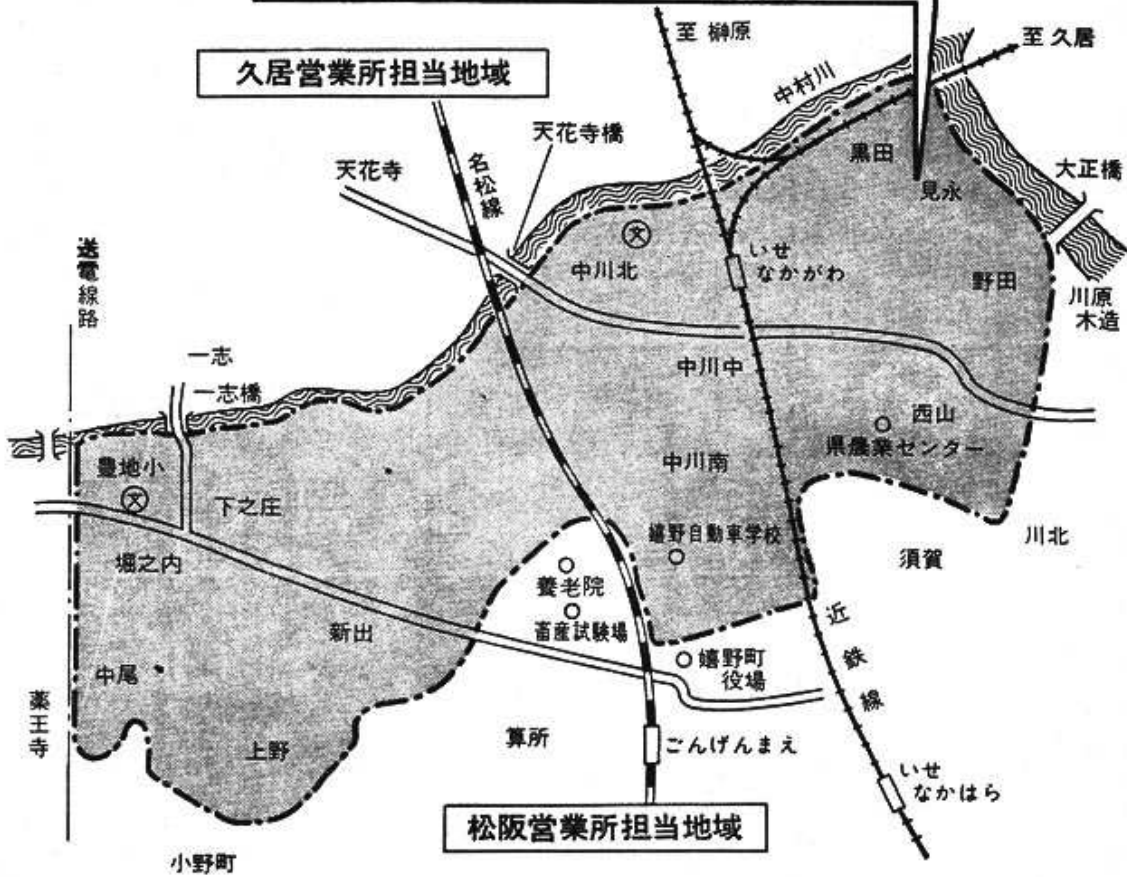 至 榊原
至 久居
久居営業所担当地域
中村川
天花寺橋
天花寺
名松線
黒田
見永
大正橋
送電線路
中川北
いせ
なかがわ
野田
川原
木造
一志
一志橋
中川中
西山
県農業センター
豊地小
下之庄
中川南
嬉野自動車学校
川北
堀之内
養老院
須賀
新出
畜産試験場
近鉄線
嬉野町
役場
中尾
薬王寺
上野
算所
ごんげんまえ
いせ
なかはら
松阪営業所担当地域
小野町